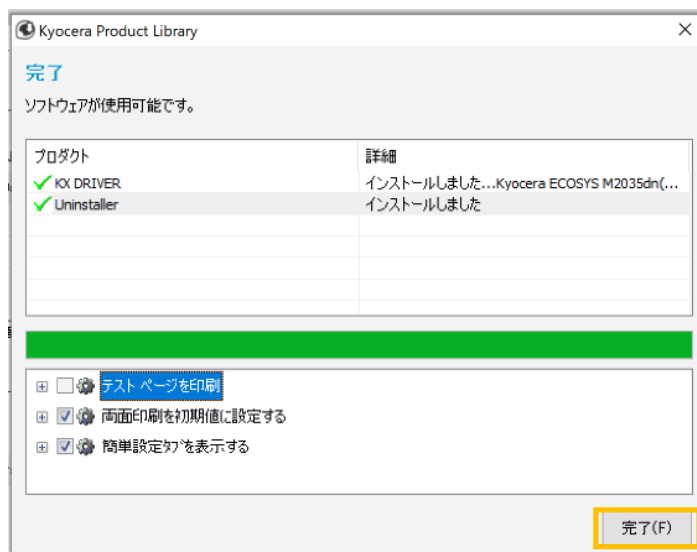 Kyocera Product Library
完了
ソフトウェアが使用可能です。
プロダクト 詳細
KX DRIVER インストールしました...Kyocera ECOSYS M2035dn(...
Uninstaller インストールしました
テスト ページを印刷
両面印刷を初期値に設定する
簡単設定タブを表示する
完了(F)